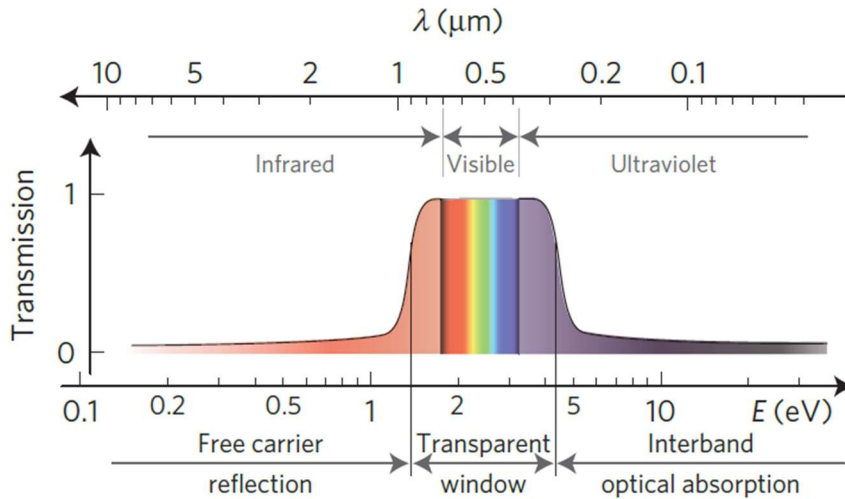 λ (μm)
10 5 2 1 0.5 0.2 0.1
Infrared Visible Ultraviolet
Transmission
1
0
0.1 0.2 0.5 1 2 5 10 E (eV)
Free carrier Transparent Interband
reflection window optical absorption